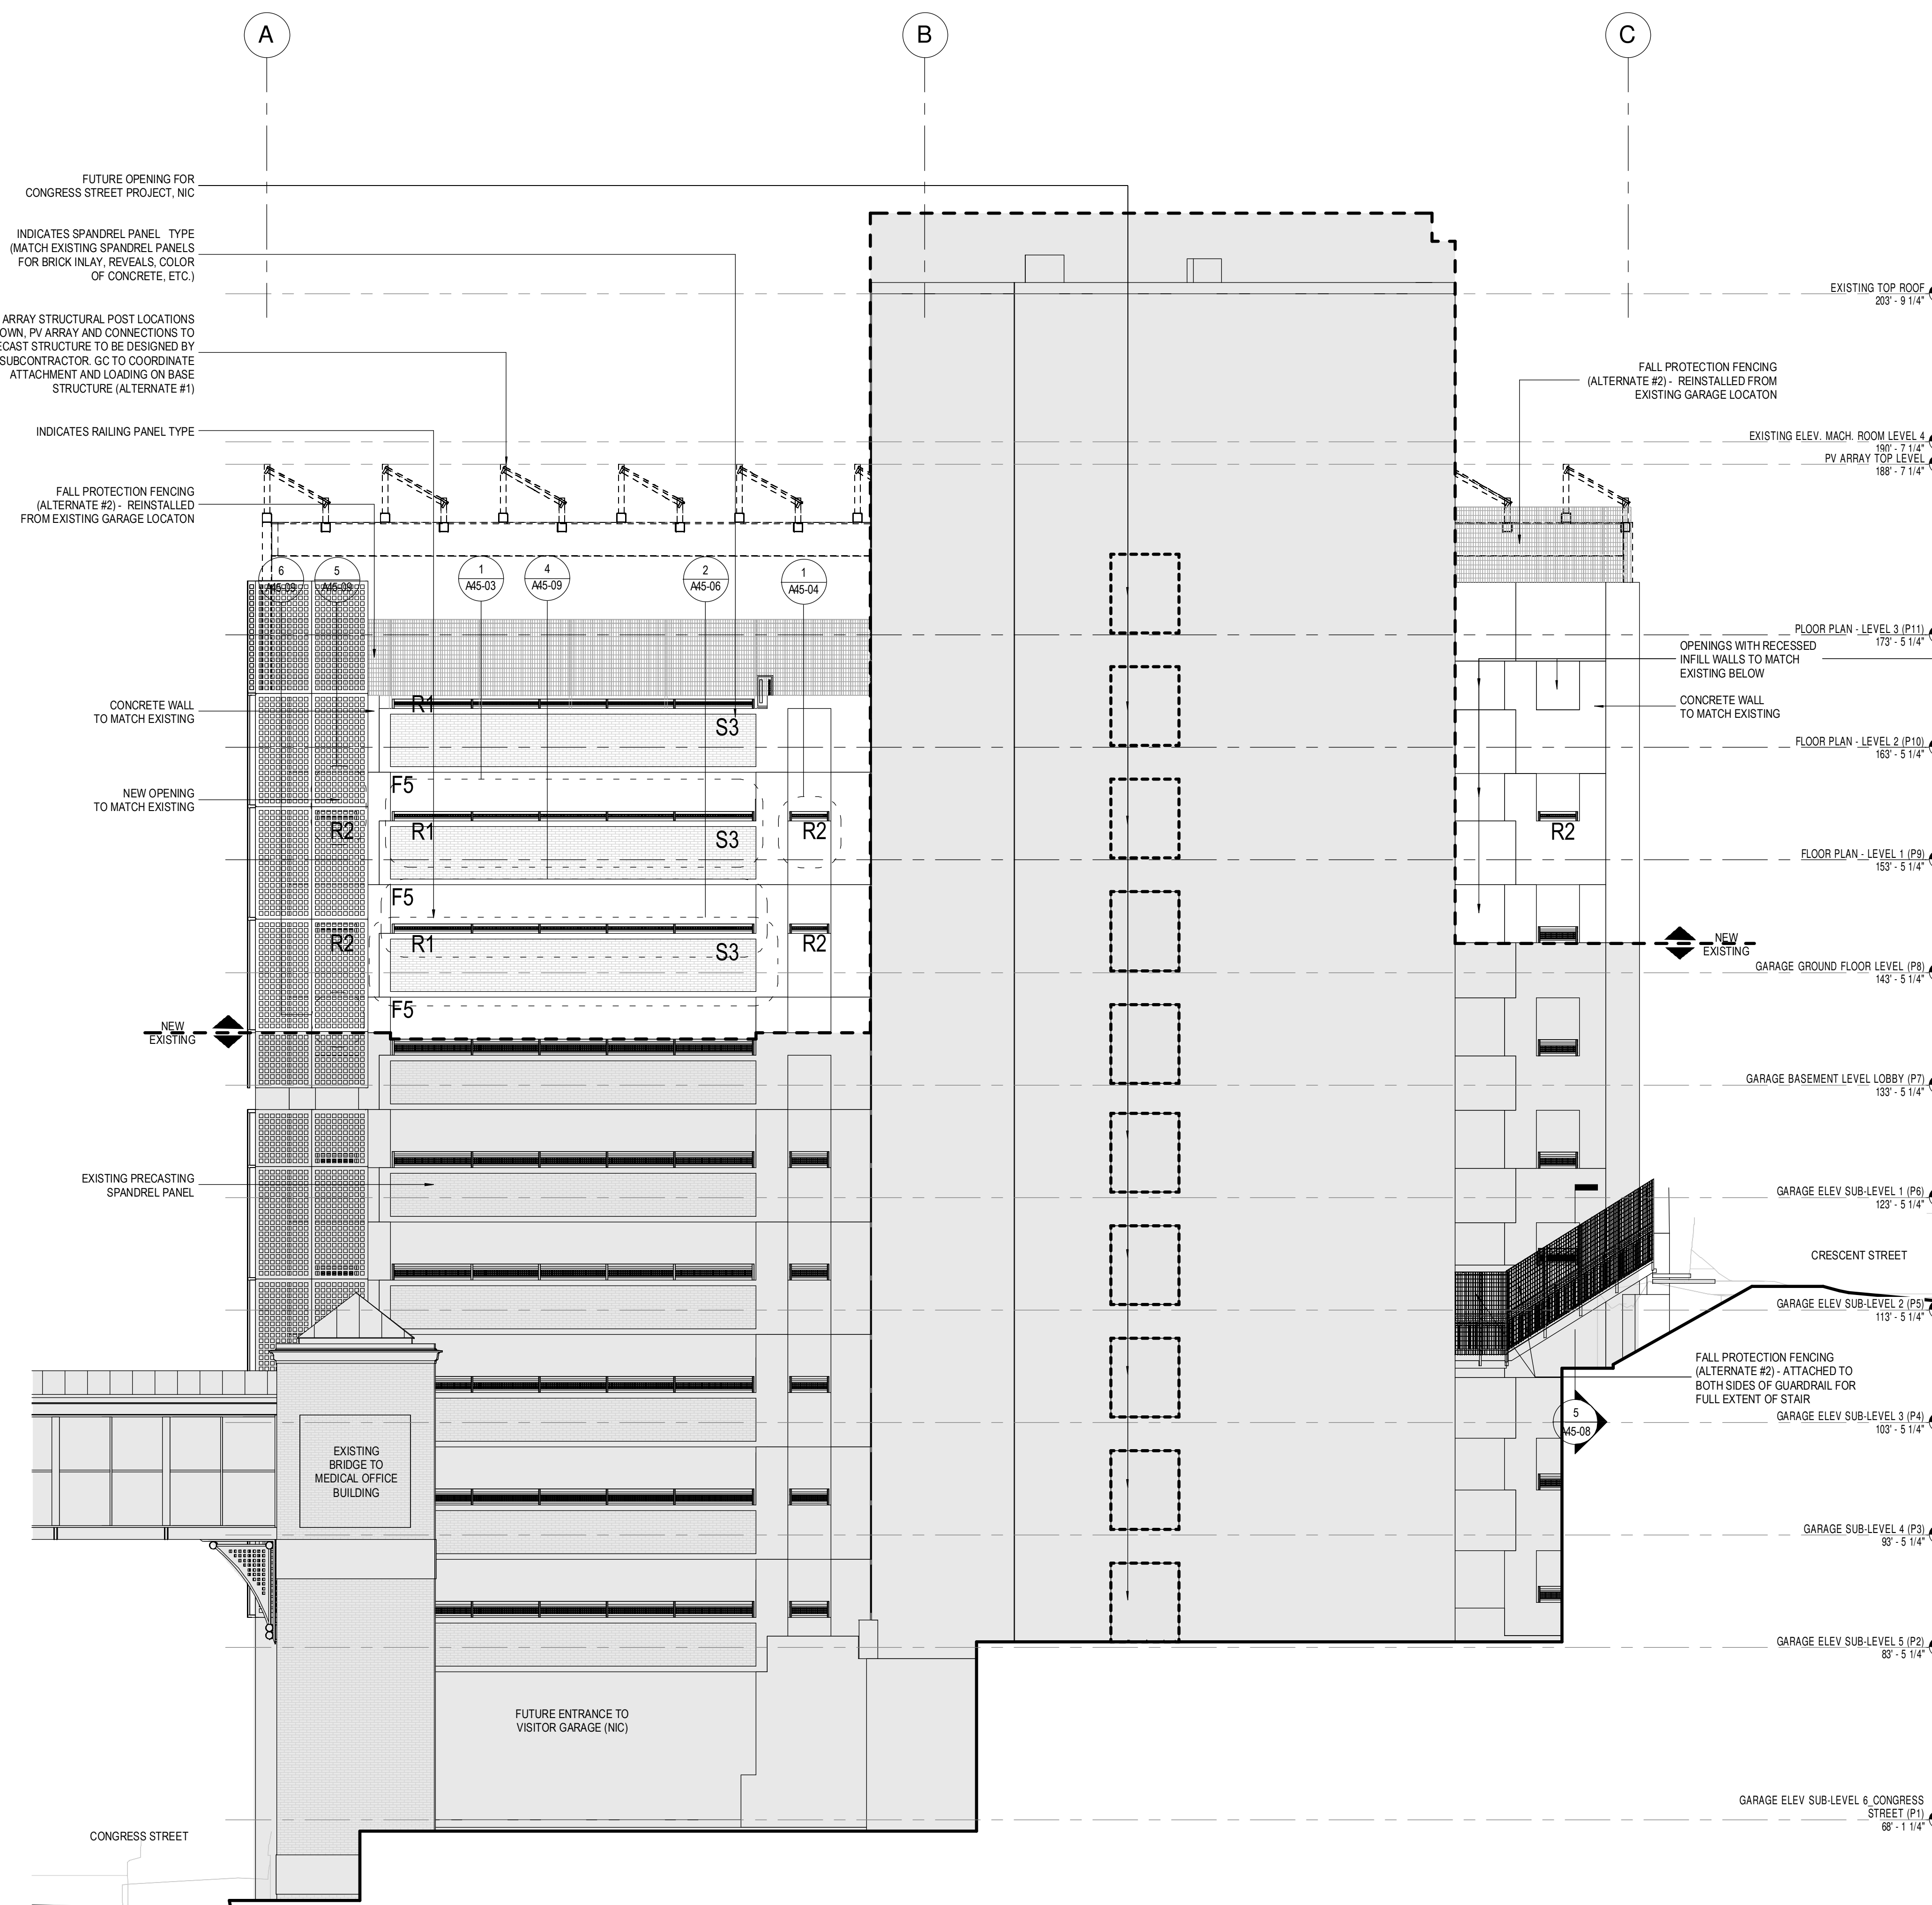 A
B
C
FUTURE OPENING FOR
CONGRESS STREET PROJECT, NIC
INDICATES SPANDREL PANEL TYPE
(MATCH EXISTING SPANDREL PANELS
FOR BRICK INLAY, REVEALS, COLOR
OF CONCRETE, ETC.)
ARRAY STRUCTURAL POST LOCATIONS
OWN, PV ARRAY AND CONNECTIONS TO
ECAST STRUCTURE TO BE DESIGNED BY
SUBCONTRACTOR. GC TO COORDINATE
ATTACHMENT AND LOADING ON BASE
STRUCTURE (ALTERNATE #1)
INDICATES RAILING PANEL TYPE
FALL PROTECTION FENCING
(ALTERNATE #2) - REINSTALLED
FROM EXISTING GARAGE LOCATON
6
A45-09
5
A45-09
1
A45-03
4
A45-09
2
A45-06
1
A45-04
CONCRETE WALL
TO MATCH EXISTING
NEW OPENING
TO MATCH EXISTING
R1
S3
F5
R2
R1
S3
R2
F5
R2
R1
S3
R2
F5
NEW
EXISTING
EXISTING PRECASTING
SPANDREL PANEL
EXISTING
BRIDGE TO
MEDICAL OFFICE
BUILDING
FUTURE ENTRANCE TO
VISITOR GARAGE (NIC)
CONGRESS STREET
EXISTING TOP ROOF
203' - 9 1/4"
FALL PROTECTION FENCING
(ALTERNATE #2) - REINSTALLED FROM
EXISTING GARAGE LOCATON
EXISTING ELEV. MACH. ROOM LEVEL 4
190' - 7 1/4"
PV ARRAY TOP LEVEL
188' - 7 1/4"
PLOOR PLAN - LEVEL 3 (P11)
173' - 5 1/4"
OPENINGS WITH RECESSED
INFILL WALLS TO MATCH
EXISTING BELOW
CONCRETE WALL
TO MATCH EXISTING
FLOOR PLAN - LEVEL 2 (P10)
163' - 5 1/4"
R2
FLOOR PLAN - LEVEL 1 (P9)
153' - 5 1/4"
NEW
EXISTING
GARAGE GROUND FLOOR LEVEL (P8)
143' - 5 1/4"
GARAGE BASEMENT LEVEL LOBBY (P7)
133' - 5 1/4"
GARAGE ELEV SUB-LEVEL 1 (P6)
123' - 5 1/4"
CRESCENT STREET
GARAGE ELEV SUB-LEVEL 2 (P5)
113' - 5 1/4"
FALL PROTECTION FENCING
(ALTERNATE #2) - ATTACHED TO
BOTH SIDES OF GUARDRAIL FOR
FULL EXTENT OF STAIR
5
A45-08
GARAGE ELEV SUB-LEVEL 3 (P4)
103' - 5 1/4"
GARAGE SUB-LEVEL 4 (P3)
93' - 5 1/4"
GARAGE ELEV SUB-LEVEL 5 (P2)
83' - 5 1/4"
GARAGE ELEV SUB-LEVEL 6_CONGRESS
STREET (P1)
68' - 1 1/4"